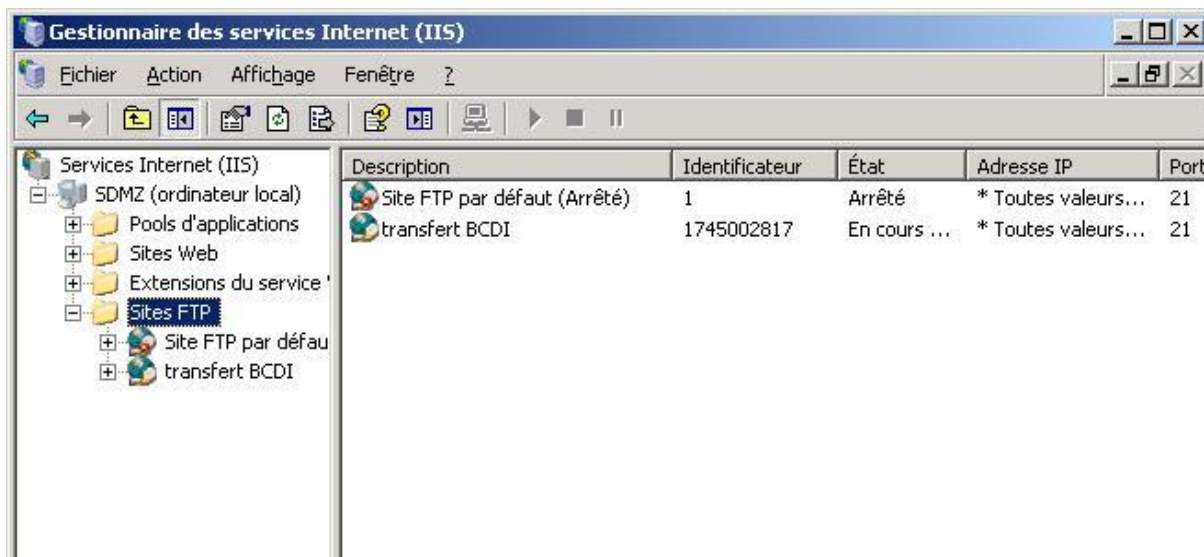 Gestionnaire des services Internet (IIS)
Fichier Action Affichage Fenêtre ?
Services Internet (IIS)
SDMZ (ordinateur local)
Pools d'applications
Sites Web
Extensions du service '
Sites FTP
Site FTP par défau
transfert BCDI
Description Identificateur État Adresse IP Port
Site FTP par défaut (Arrêté) 1 Arrêté * Toutes valeurs... 21
transfert BCDI 1745002817 En cours ... * Toutes valeurs... 21